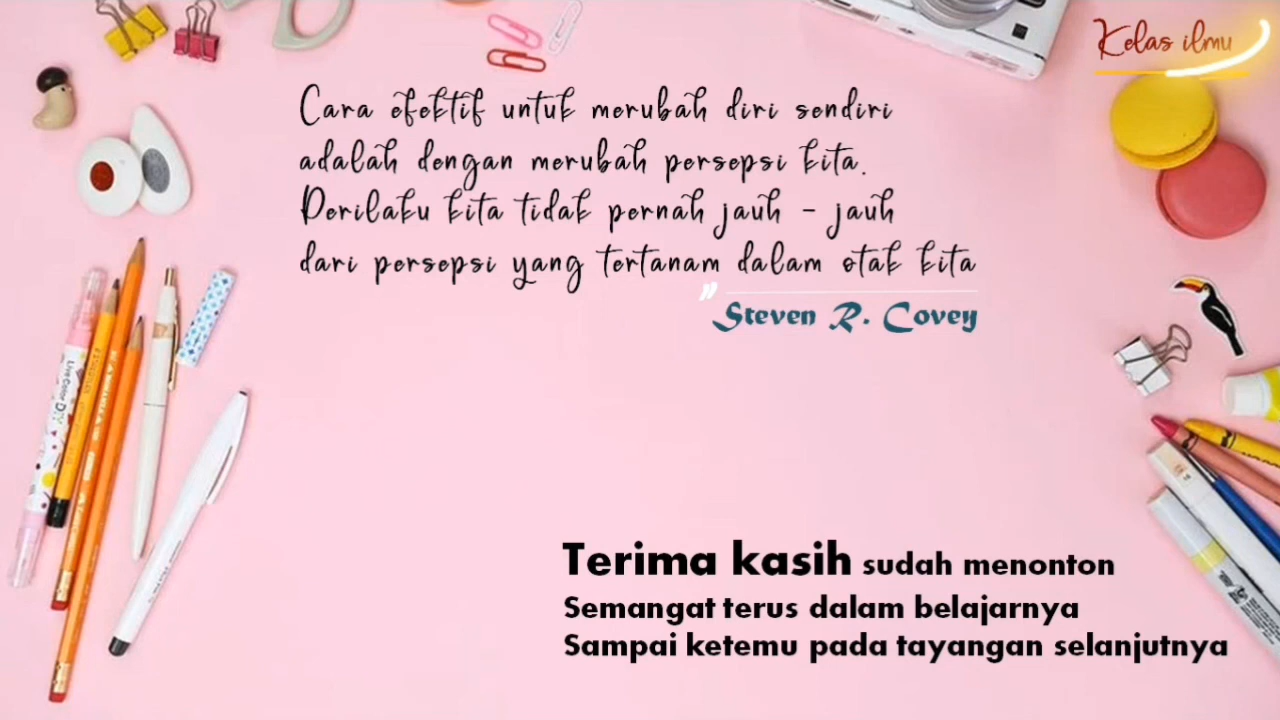 Kelas ilmu
Cara efektif untuk merubah diri sendiri
adalah dengan merubah persepsi kita.
Perilaku kita tidak pernah jauh - jauh
dari persepsi yang tertanam dalam otak kita
"
Steven R. Covey
Terima kasih sudah menonton
Semangat terus dalam belajarnya
Sampai ketemu pada tayangan selanjutnya